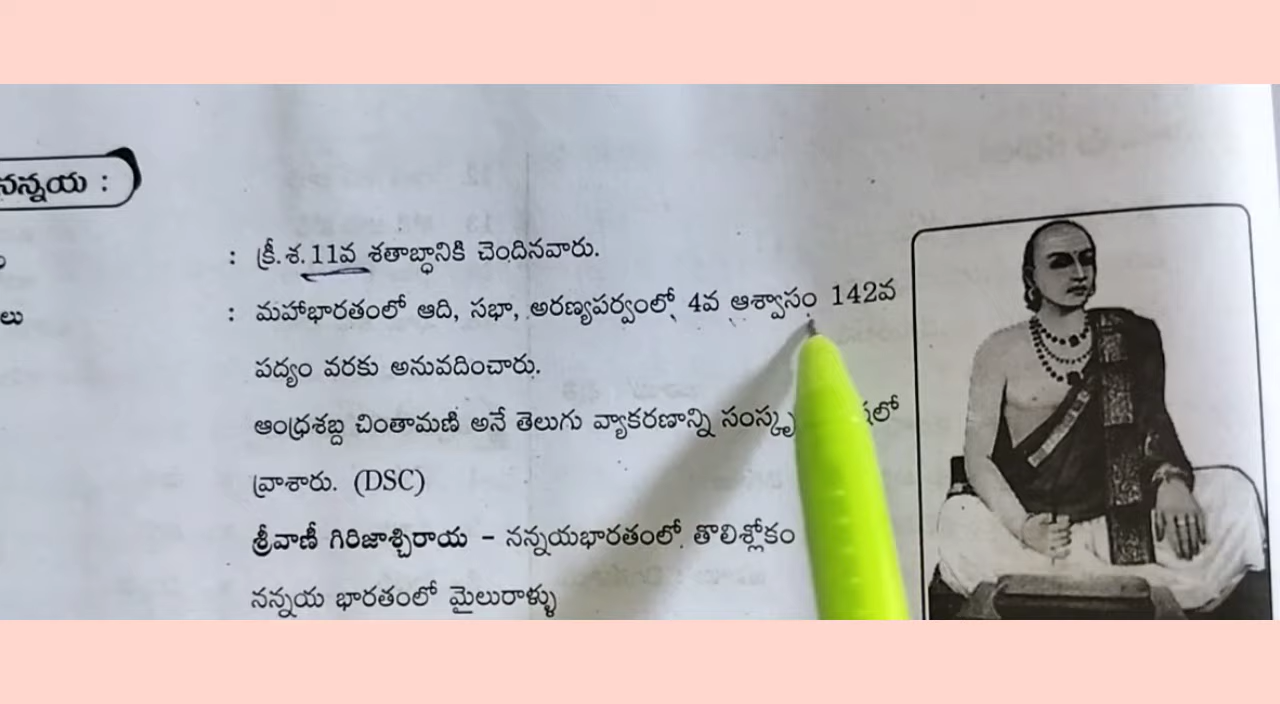 నన్నయ :
: క్రీ.శ. 11వ శతాబ్దానికి చెందినవారు.
లు : మహాభారతంలో ఆది, సభా, అరణ్యపర్వంలో 4వ ఆశ్వాసం 142వ
పద్యం వరకు అనువదించారు.
ఆంధ్రశబ్ద చింతామణి అనే తెలుగు వ్యాకరణాన్ని
వ్రాశారు. (DSC)
శ్రీవాణీ గిరిజాశ్చిరాయ – నన్నయభారతంలో తొలిశ్లోకం
నన్నయ భారతంలో మైలురాళ్ళు